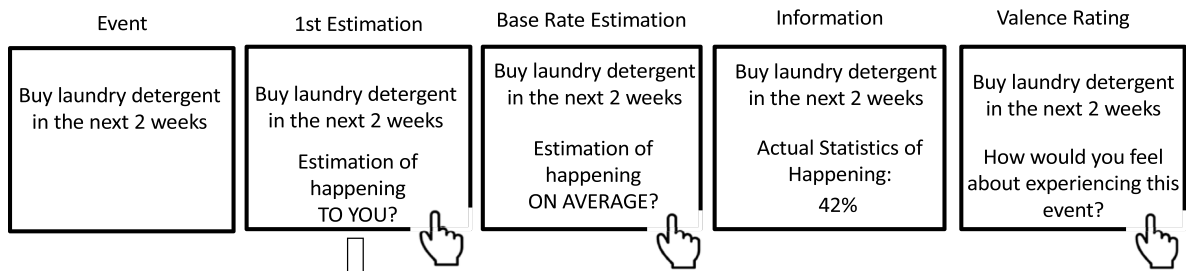 Event
1st Estimation
Base Rate Estimation
Information
Valence Rating
Buy laundry detergent
in the next 2 weeks
Buy laundry detergent
in the next 2 weeks
Estimation of
happening
TO YOU?
Buy laundry detergent
in the next 2 weeks
Estimation of
happening
ON AVERAGE?
Buy laundry detergent
in the next 2 weeks
Actual Statistics of
Happening:
42%
Buy laundry detergent
in the next 2 weeks
How would you feel
about experiencing this
event?